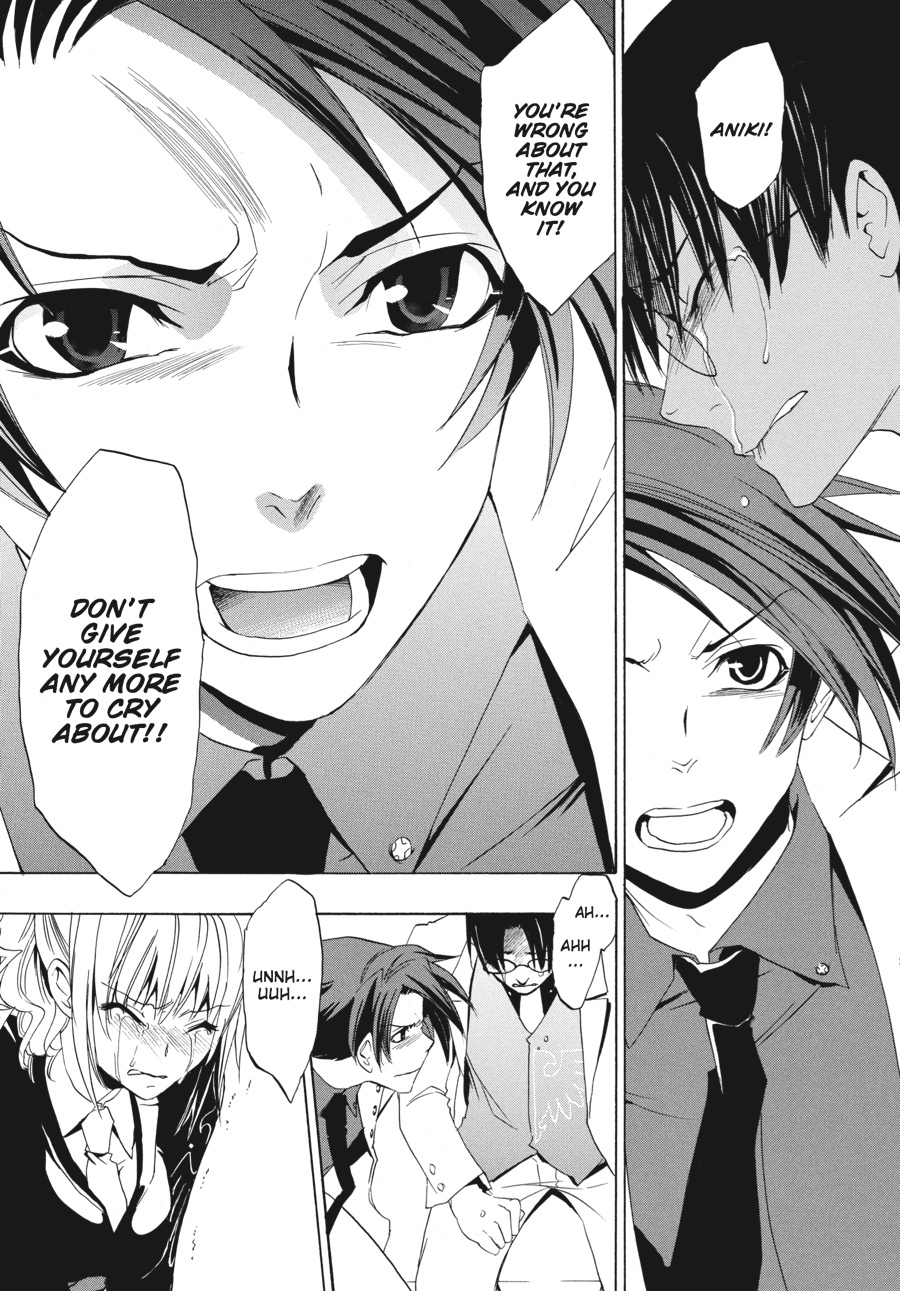 ANIKI!
YOU'RE
WRONG
ABOUT
THAT,
AND YOU
KNOW
IT!
DON'T
GIVE
YOURSELF
ANY MORE
TO CRY
ABOUT!!
AH...
AHH
...
UNNH...
UUH...